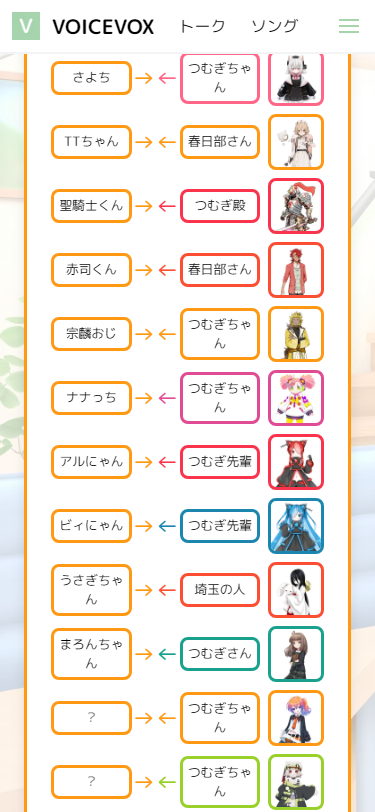 V VOICEVOX トーク ソング
さよち → ← つむぎちゃ
ん
TTちゃん → ← 春日部さん
聖騎士くん → ← つむぎ殿
赤司くん → ← 春日部さん
宗麟おじ → ← つむぎちゃ
ん
ナナっち → ← つむぎちゃ
ん
アルにゃん → ← つむぎ先輩
ビィにゃん → ← つむぎ先輩
うさぎちゃ
ん → ← 埼玉の人
まろんちゃ
ん → ← つむぎさん
? → ← つむぎちゃ
ん
? → ← つむぎちゃ
ん